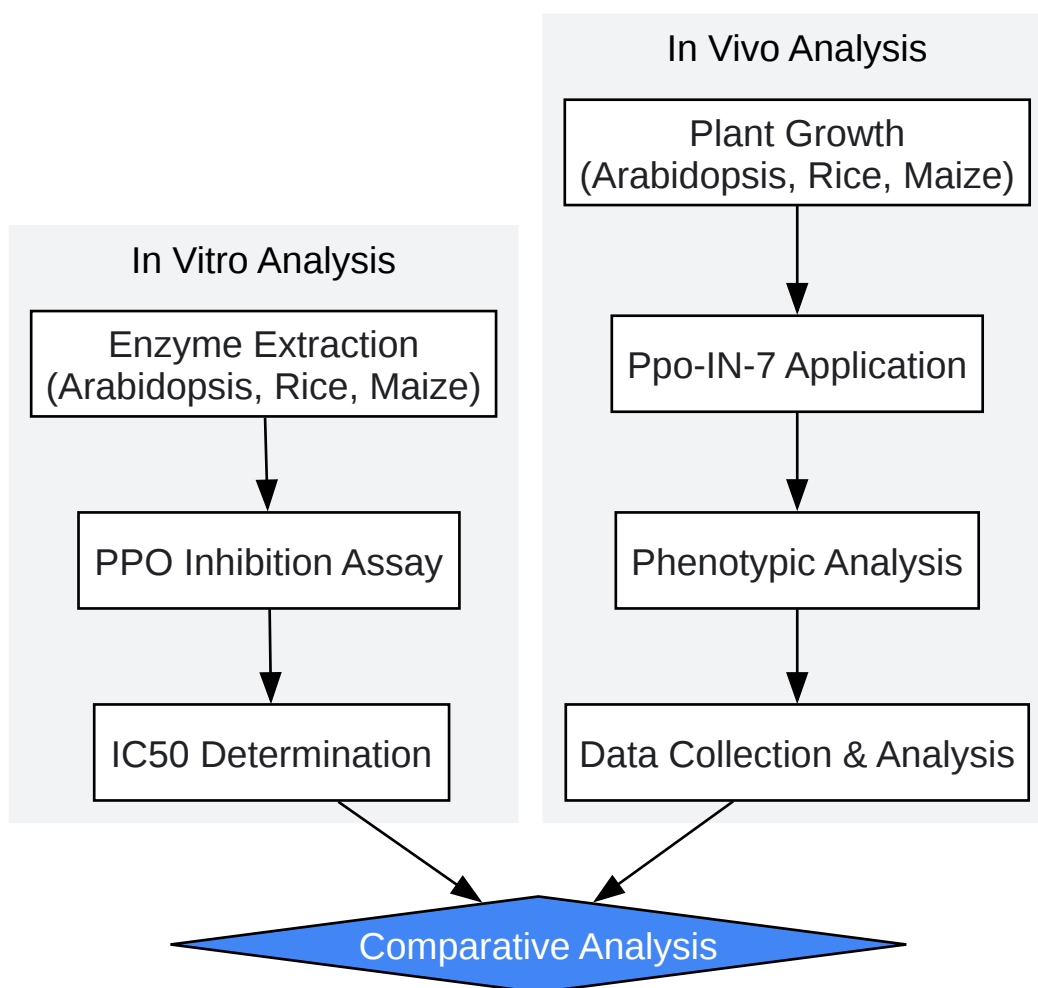 In Vitro Analysis
Enzyme Extraction
(Arabidopsis, Rice, Maize)
PPO Inhibition Assay
IC50 Determination
In Vivo Analysis
Plant Growth
(Arabidopsis, Rice, Maize)
Ppo-IN-7 Application
Phenotypic Analysis
Data Collection & Analysis
Comparative Analysis